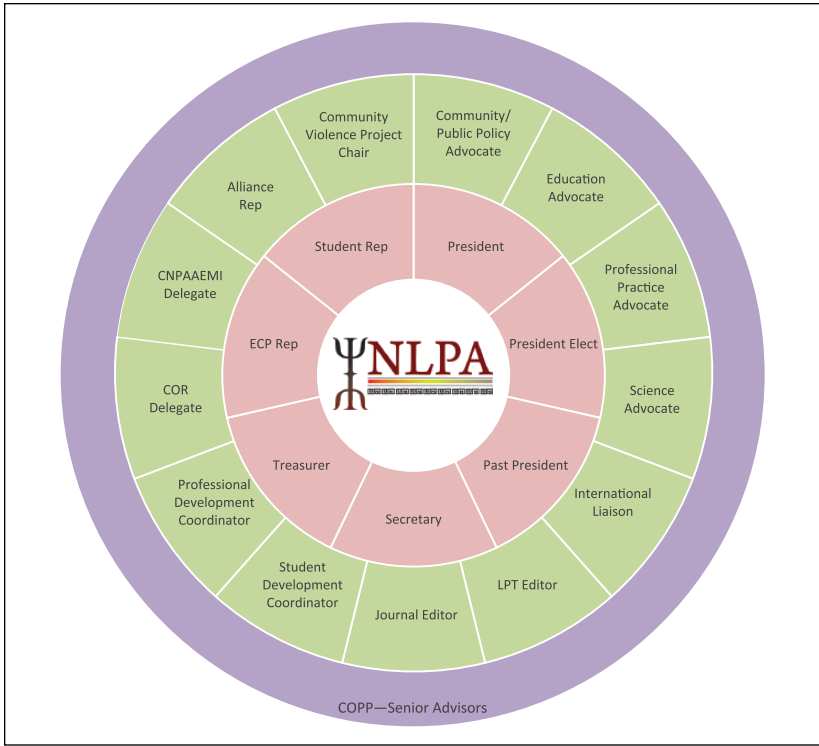 Community
Violence Project
Chair
Community/
Public Policy
Advocate
Education
Advocate
Professional
Practice
Advocate
Science
Advocate
International
Liaison
LPT Editor
Journal Editor
Student
Development
Coordinator
Professional
Development
Coordinator
COR
Delegate
CNPAAEMI
Delegate
Alliance
Rep
Student Rep
President
President Elect
Past President
Secretary
Treasurer
ECP Rep
NLPA
COPP—Senior Advisors